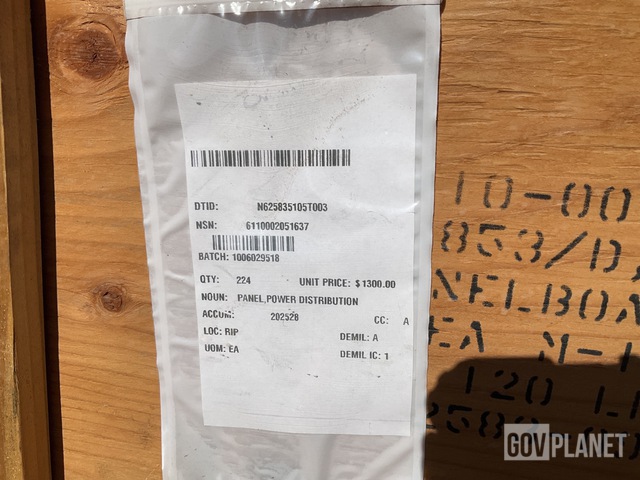 DTID: N625835105T003
NSN: 6110002051637
BATCH: 1006029518
QTY: 224 UNIT PRICE: $1300.00
NOUN: PANEL,POWER DISTRIBUTION
ACCUM: 202528 CC: A
LOC: RIP DEMIL: A
UOM: EA DEMIL IC: 1
10-00
853/D
NELBOA
EA M-
120 L
GOVPLANET